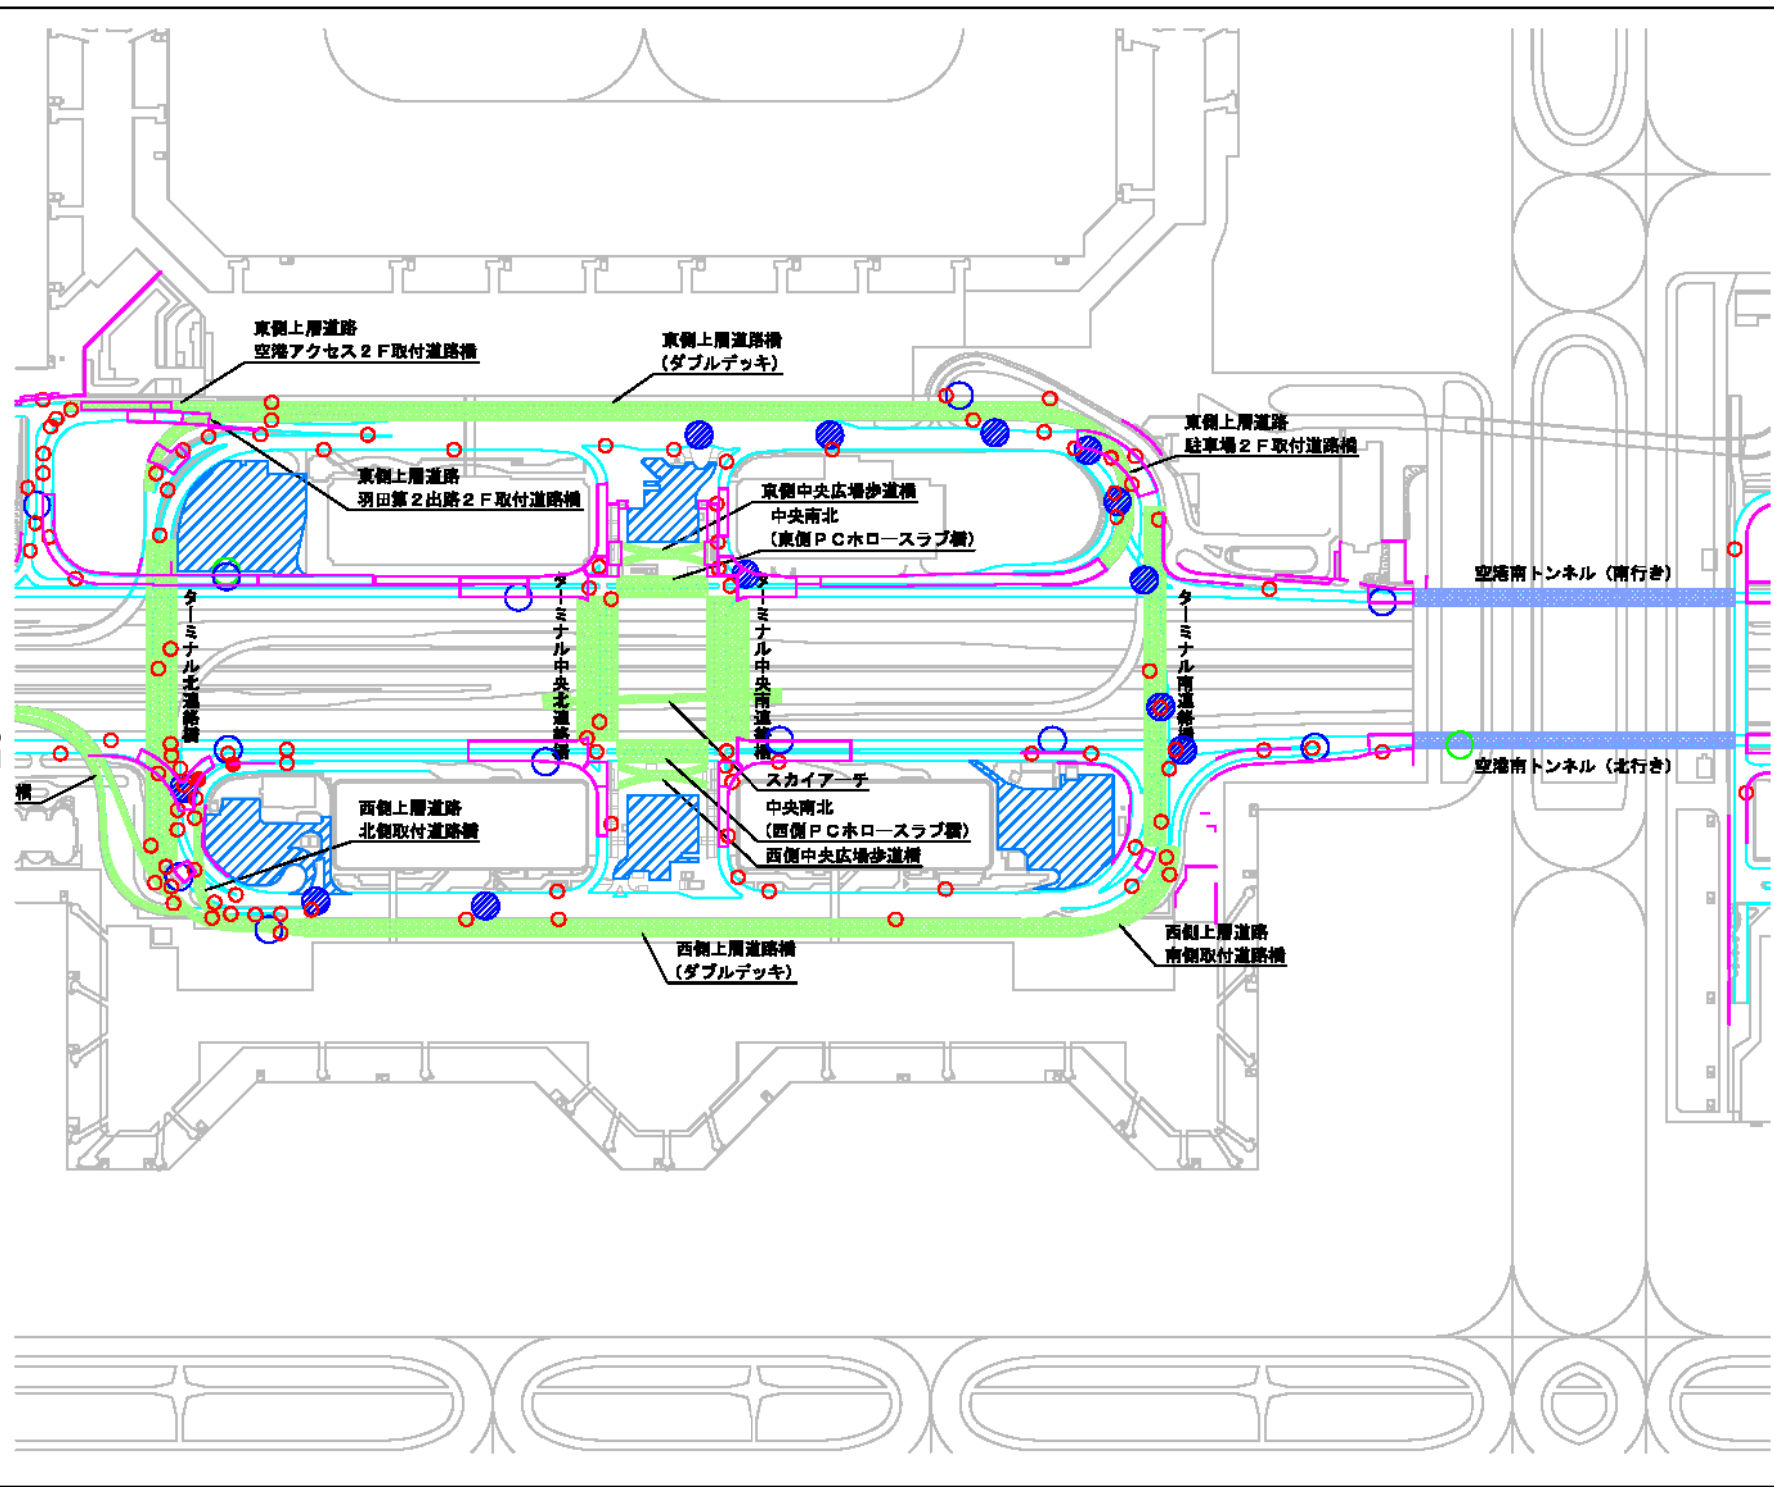 東側上層道路
空港アクセス2F取付道路橋
東側上層道路橋
(ダブルデッキ)
東側上層道路
駐車場2F取付道路橋
東側上層道路
羽田第2出路2F取付道路橋
東側中央広場歩道橋
中央南北
(東側PCホロースラブ橋)
空港南トンネル(南行き)
ターミナル北連絡橋
ターミナル中央北連絡橋
ターミナル中央南連絡橋
ターミナル南連絡橋
空港南トンネル(北行き)
橋
スカイアーチ
西側上層道路
北側取付道路橋
中央南北
(西側PCホロースラブ橋)
西側中央広場歩道橋
西側上層道路橋
(ダブルデッキ)
西側上層道路
南側取付道路橋